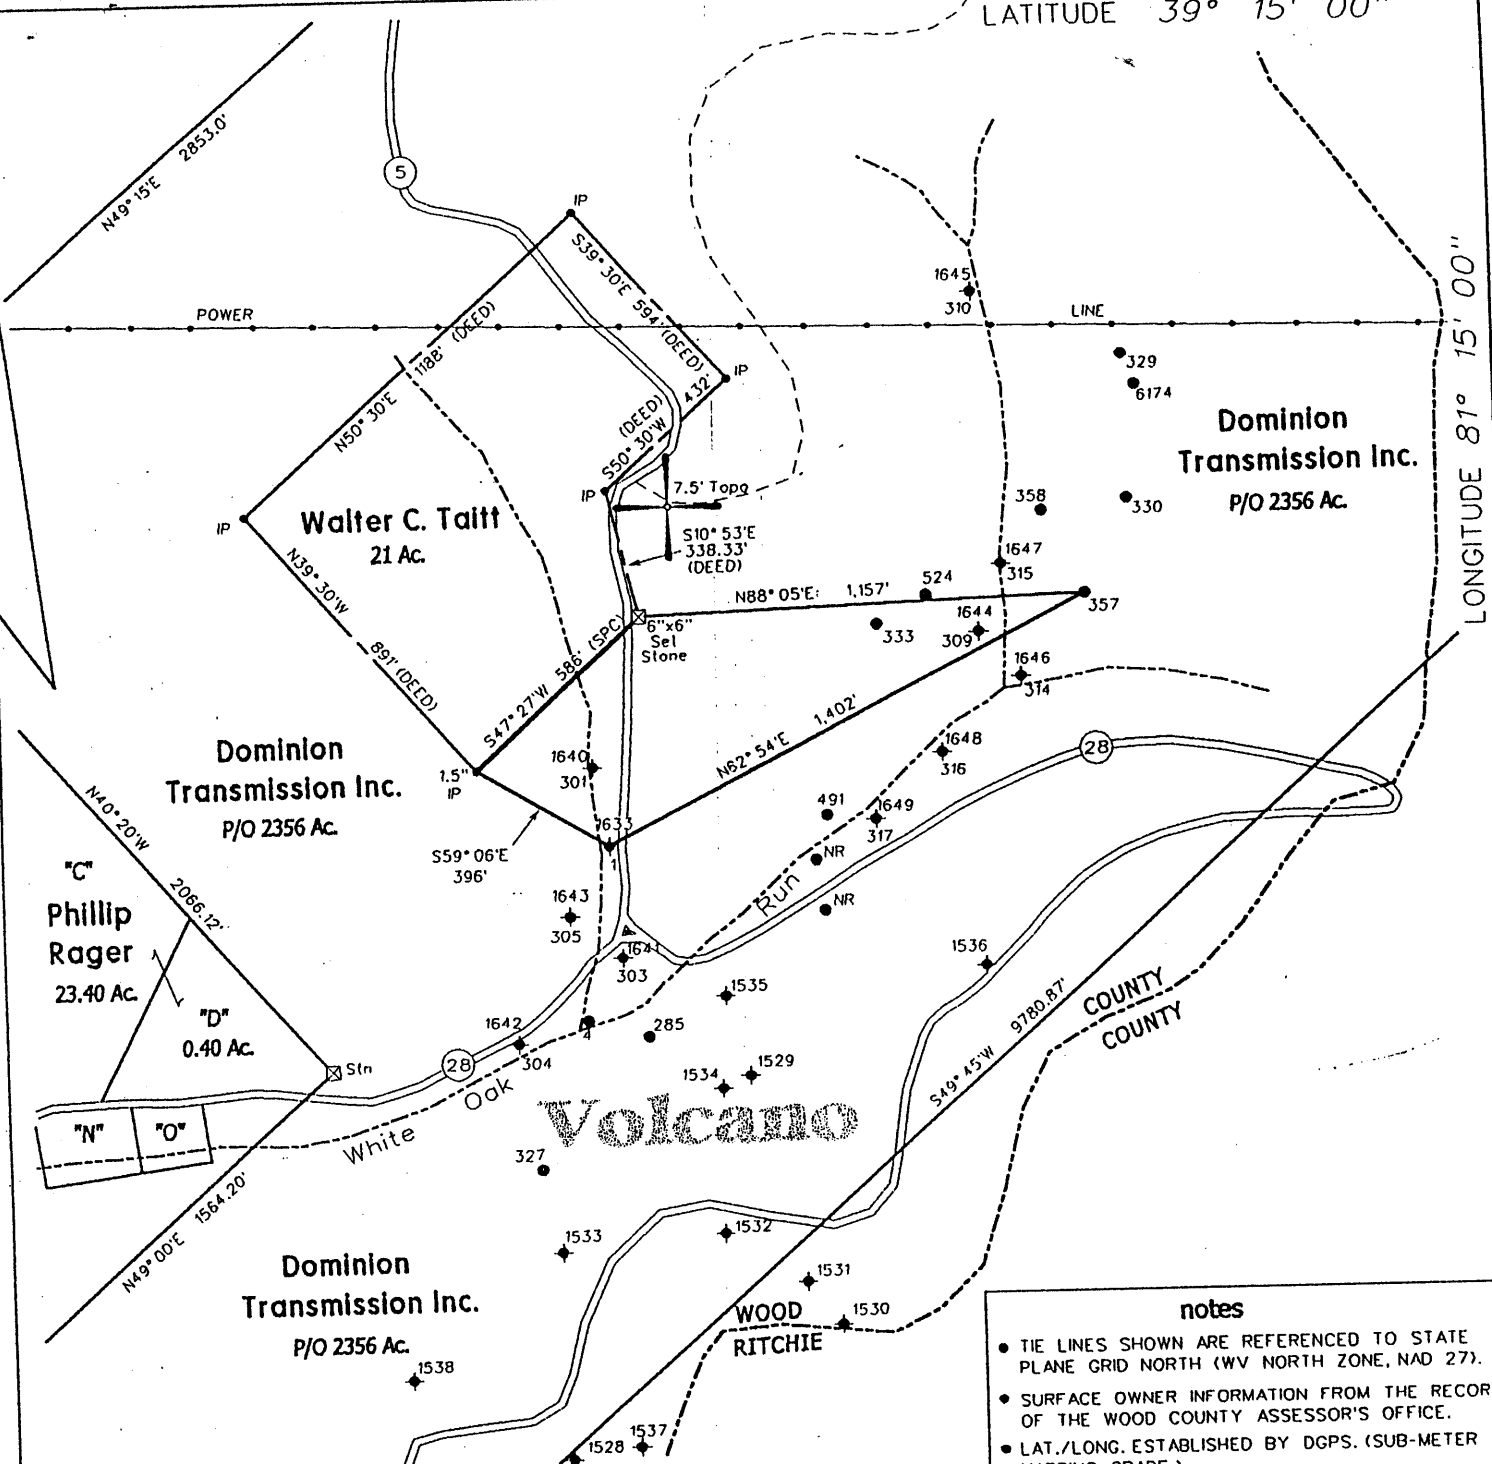 LATITUDE 39° 15' 00"
N49° 15'E 2853.0'
5
IP
S39° 30'E 594' (DEED)
1645
310
POWER
LINE
LONGITUDE 81° 15' 00"
N50° 30'E 1188' (DEED)
329
6174
IP
S50° 30'W (DEED) 432'
Dominion
Transmission Inc.
P/O 2356 Ac.
IP
7.5' Topo
358
330
IP
Walter C. Taitt
21 Ac.
S10° 53'E
338.33'
(DEED)
1647
315
N39° 30'W 891' (DEED)
524
N88° 05'E: 1,157'
357
6"x6"
Set
Stone
333
1644
309
1646
314
S47° 27'W 586' (SPC)
N62° 54'E 1,402'
Dominion
Transmission Inc.
P/O 2356 Ac.
1.5"
IP
1640
301
1648
316
28
491
1649
317
1633
1
S59° 06'E
396'
NR
NR
N40° 20'W 2066.12'
"C"
Phillip
Rager
23.40 Ac.
1643
305
1641
303
Run
1536
1535
9780.87'
S49° 45'W
COUNTY
COUNTY
"D"
0.40 Ac.
Stn
1642
304
4
285
28
1534
1529
Oak
Volcano
White
"N"
"O"
327
N49° 00'E 1564.20'
1533
1532
1531
1530
WOOD
RITCHIE
Dominion
Transmission Inc.
P/O 2356 Ac.
1538
1537
1528
notes
● TIE LINES SHOWN ARE REFERENCED TO STATE
PLANE GRID NORTH (WV NORTH ZONE, NAD 27).
● SURFACE OWNER INFORMATION FROM THE RECOR
OF THE WOOD COUNTY ASSESSOR'S OFFICE.
● LAT./LONG. ESTABLISHED BY DGPS. (SUB-METER